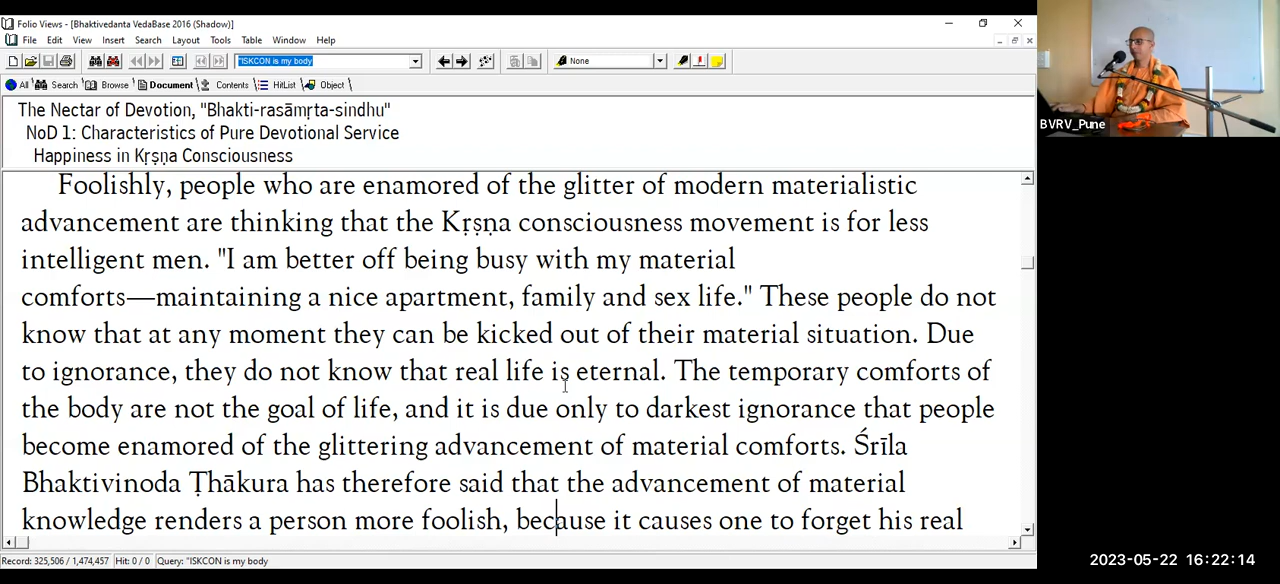 Folio Views - [Bhaktivedanta VedaBase 2016 (Shadow)]
File Edit View Insert Search Layout Tools Table Window Help
"ISKCON is my body
None
All Search Browse Document Contents HitList Object
The Nectar of Devotion, "Bhakti-rasāmṛta-sindhu"
NoD 1: Characteristics of Pure Devotional Service
Happiness in Kṛṣṇa Consciousness
Foolishly, people who are enamored of the glitter of modern materialistic
advancement are thinking that the Kṛṣṇa consciousness movement is for less
intelligent men. "I am better off being busy with my material
comforts—maintaining a nice apartment, family and sex life." These people do not
know that at any moment they can be kicked out of their material situation. Due
to ignorance, they do not know that real life is eternal. The temporary comforts of
the body are not the goal of life, and it is due only to darkest ignorance that people
become enamored of the glittering advancement of material comforts. Śrīla
Bhaktivinoda Ṭhākura has therefore said that the advancement of material
knowledge renders a person more foolish, because it causes one to forget his real
Record: 325,506 / 1,474,457 Hit: 0 / 0 Query: "ISKCON is my body
BVRV_Pune
2023-05-22 16:22:14